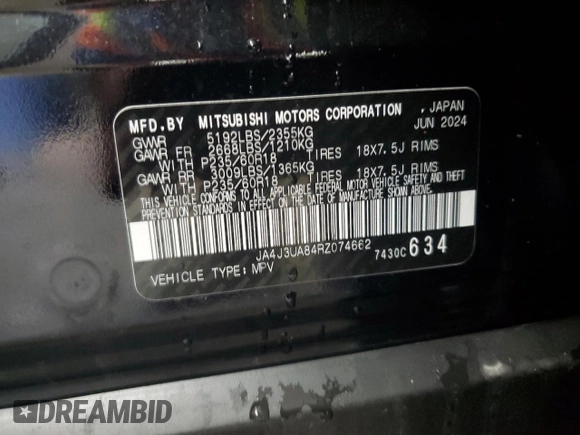 MFD.BY MITSUBISHI MOTORS CORPORATION , JAPAN
GVWR 5192LBS/2355KG JUN 2024
GAWR FR 2668LBS/1210KG
WITH P235/60R18 TIRES 18X7.5J RIMS
GAWR RR 3009LBS/1365KG
WITH P235/60R18 TIRES 18X7.5J RIMS
THIS VEHICLE CONFORMS TO ALL APPLICABLE FEDERAL MOTOR VEHICLE SAFETY AND THEFT
PREVENTION STANDARDS IN EFFECT ON THE DATE OF MANUFACTURE SHOWN ABOVE.
JA4J3UA84RZ074662
7430C634
VEHICLE TYPE: MPV
DREAMBID